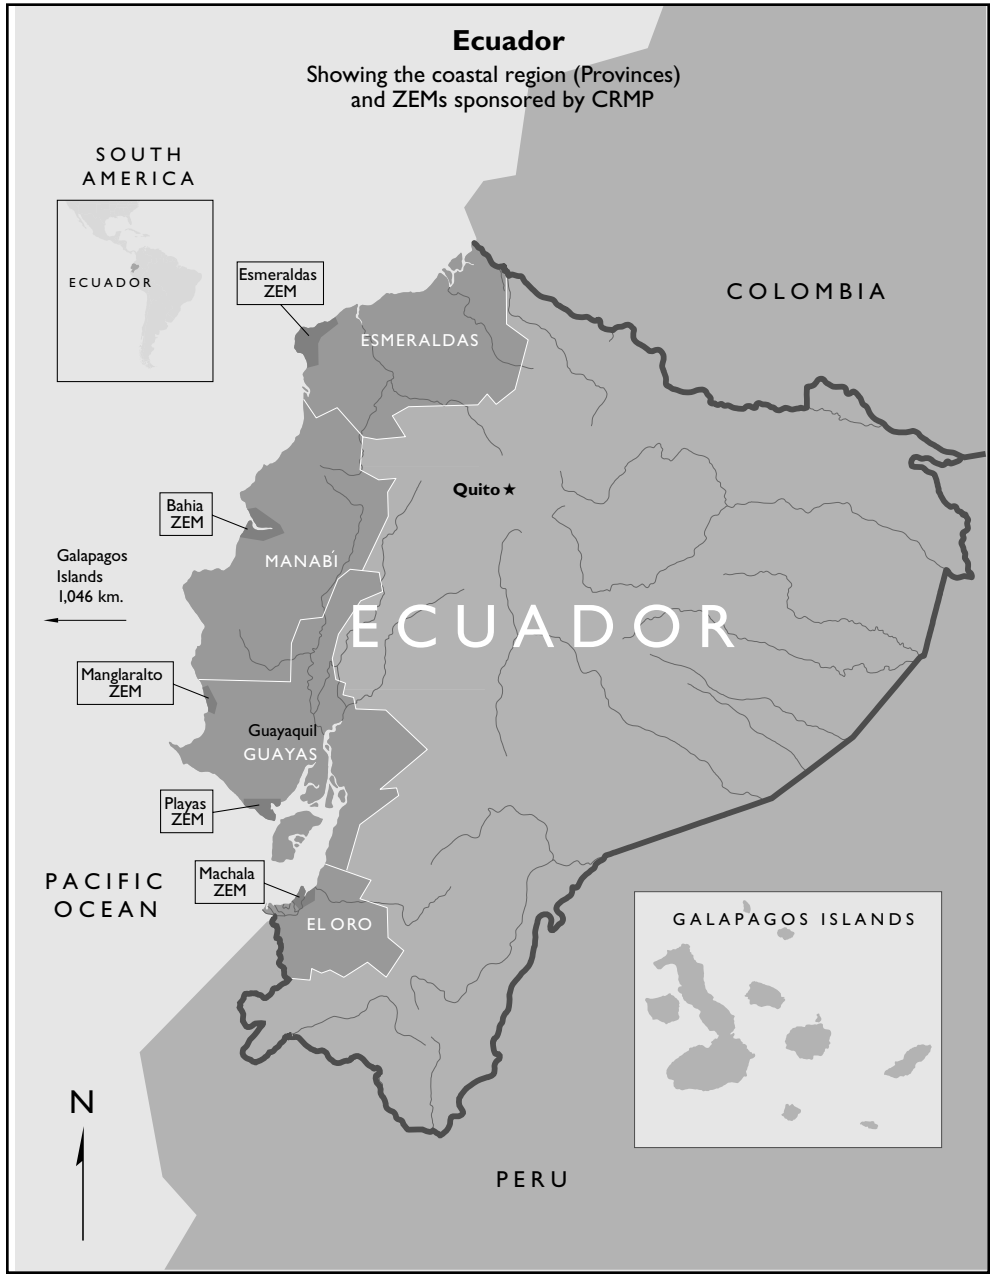 Ecuador
Showing the coastal region (Provinces)
and ZEMs sponsored by CRMP
SOUTH
AMERICA
ECUADOR
Esmeraldas
ZEM
COLOMBIA
ESMERALDAS
Quito
Bahia
ZEM
MANABÍ
Galapagos
Islands
1,046 km.
ECUADOR
Manglaralto
ZEM
Guayaquil
GUAYAS
Playas
ZEM
Machala
ZEM
PACIFIC
OCEAN
EL ORO
GALAPAGOS ISLANDS
N
PERU